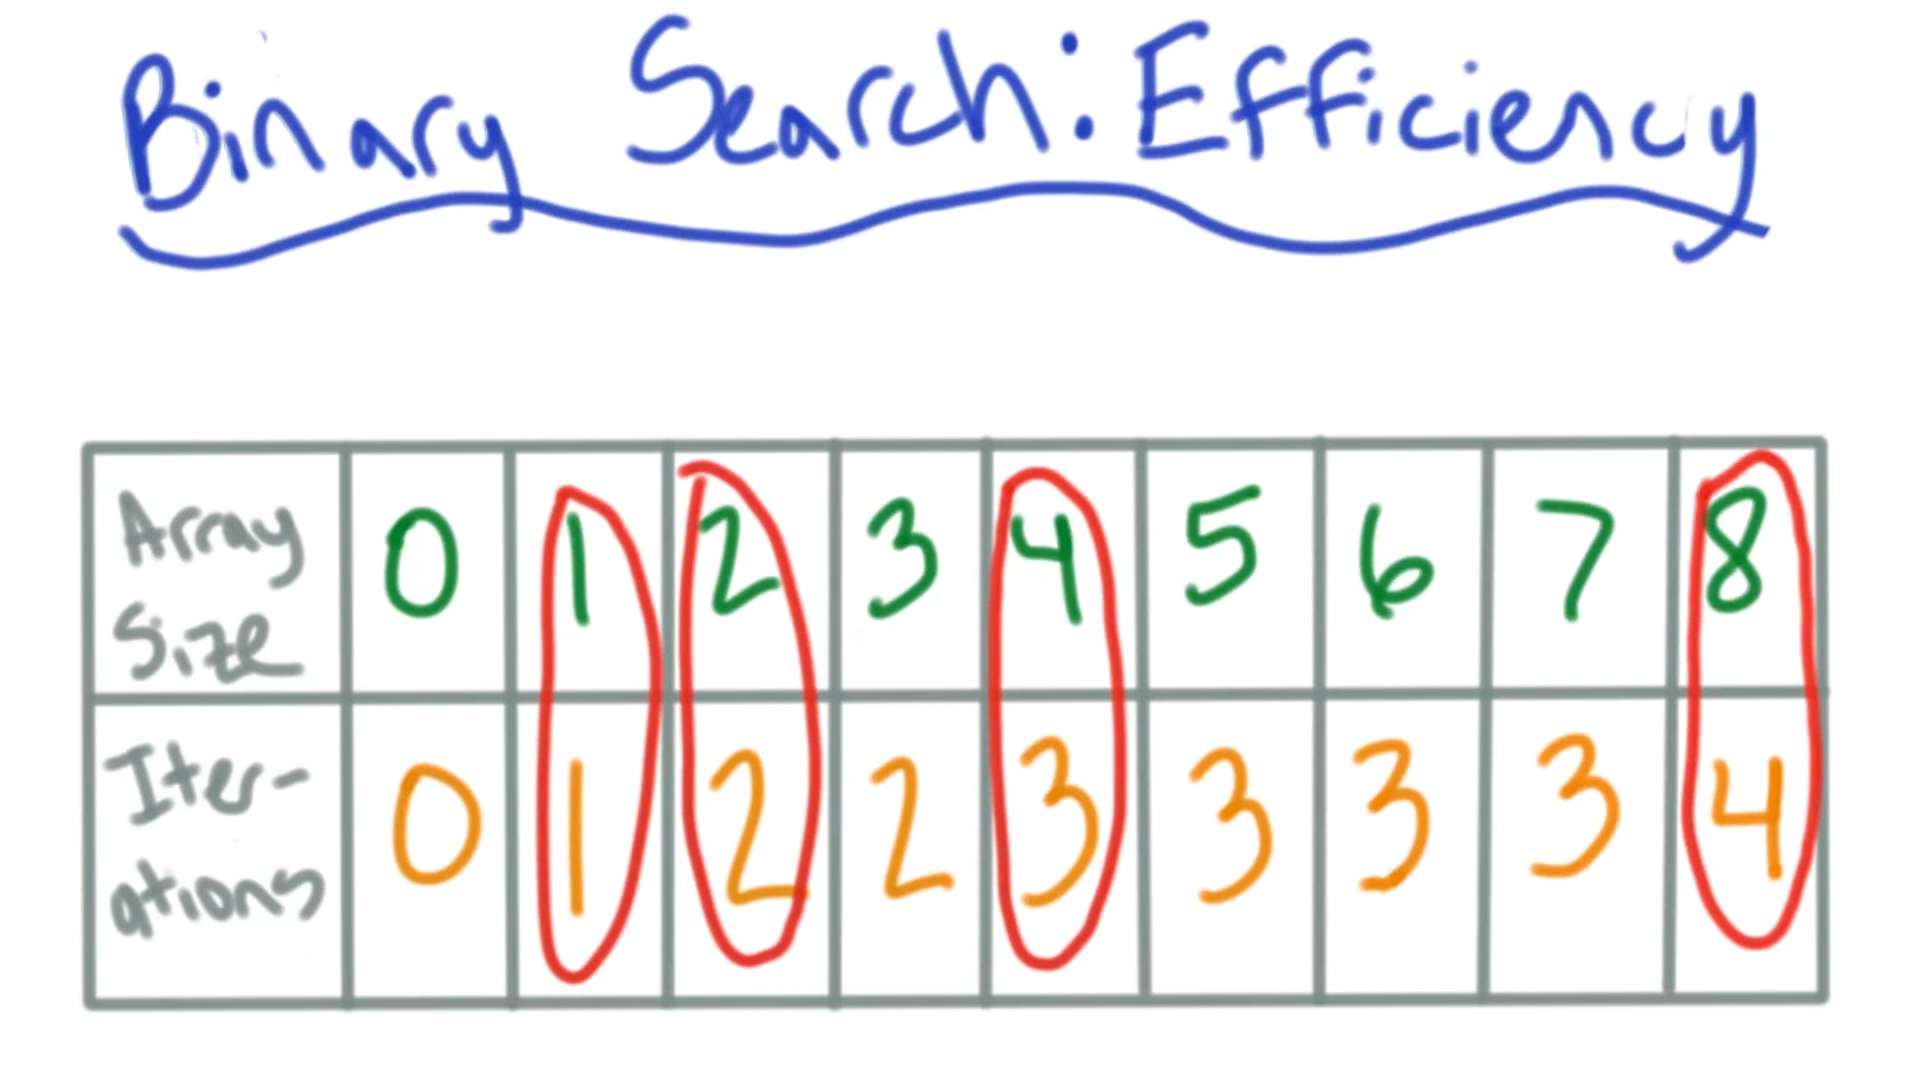 Binary Search: Efficiency
Array Size 0 1 2 3 4 5 6 7 8
Iter-ations 0 1 2 2 3 3 3 3 4